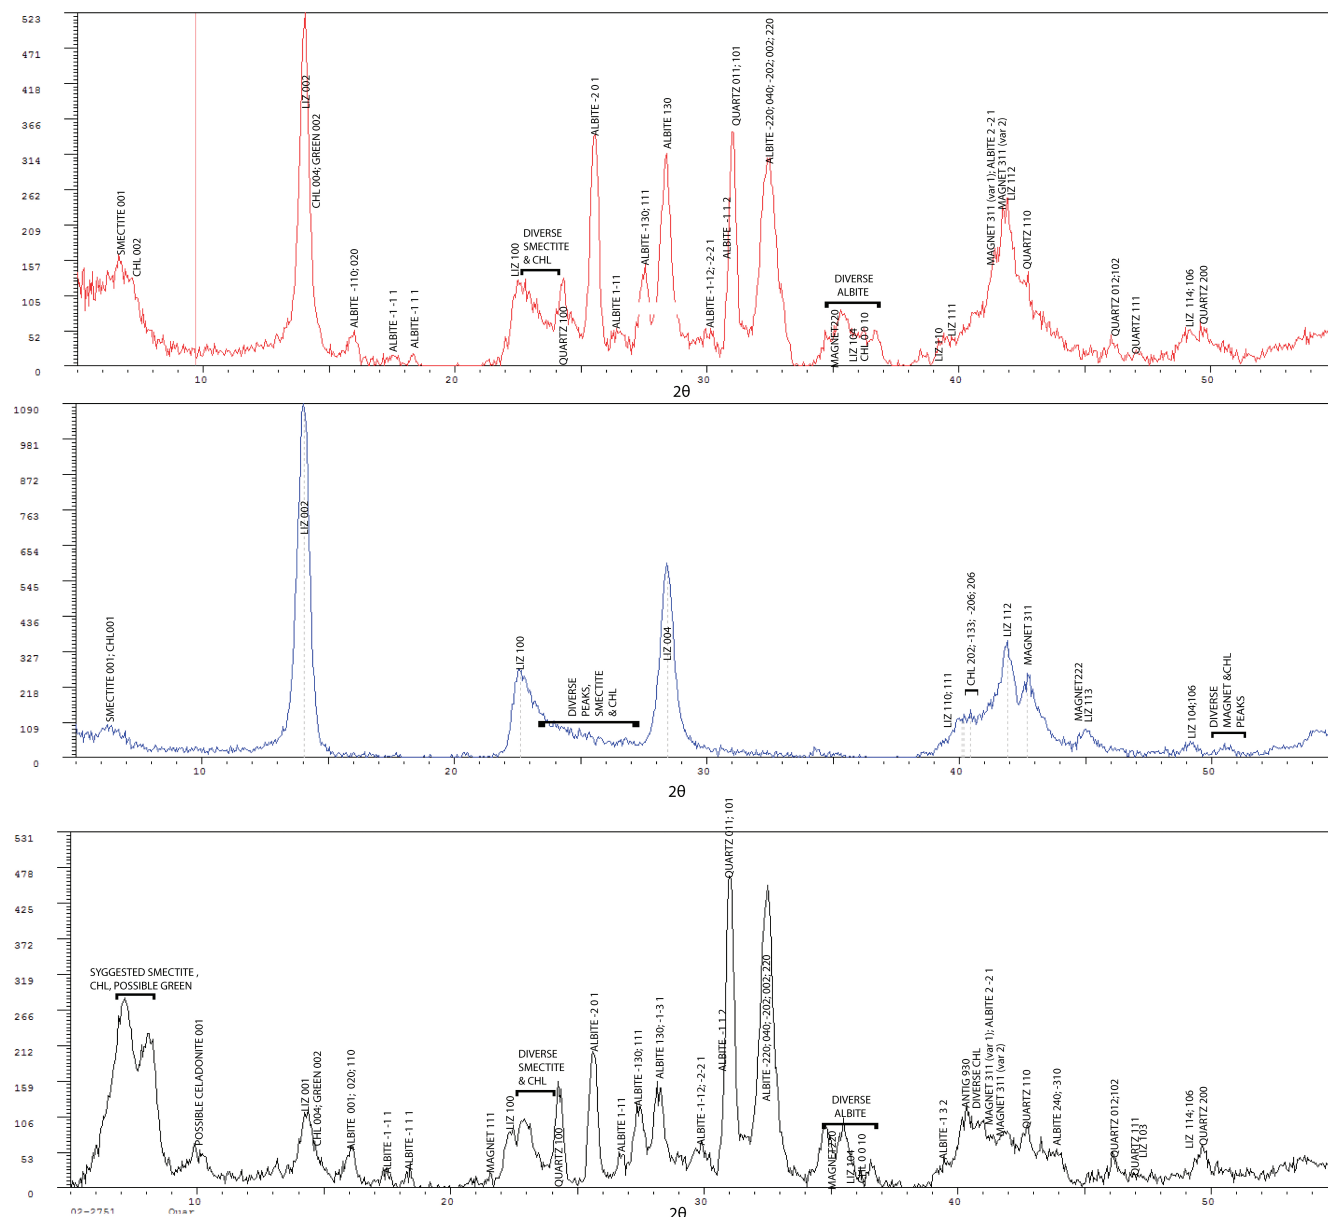 523
471
418
366
314
262
209
157
105
52
0
SMECTITE 001
CHL 002
LIZ 002
CHL 004; GREEN 002
ALBITE -110; 020
ALBITE -1 -1 1
ALBITE -1 1 1
LIZ 100
DIVERSE
SMECTITE
& CHL
QUARTZ 100
ALBITE -2 0 1
ALBITE 1-11
ALBITE -130; 111
ALBITE 130
ALBITE -1-12; -2-2 1
ALBITE -1 1 2
QUARTZ 011; 101
ALBITE -220; 040; -202; 002; 220
DIVERSE
ALBITE
MAGNET220
LIZ 104
CHL 0 0 10
LIZ 110
LIZ 111
MAGNET 311 (var 1); ALBITE 2 -2 1
MAGNET 311 (var 2)
LIZ 112
QUARTZ 110
QUARTZ 012;102
QUARTZ 111
LIZ 114; 106
QUARTZ 200
10
20
30
40
50
2θ
1090
981
872
763
654
545
436
327
218
109
0
SMECTITE 001; CHL001
LIZ 002
LIZ 100
DIVERSE
PEAKS,
SMECTITE
& CHL
LIZ 004
LIZ 110; 111
CHL 202; -133; -206; 206
LIZ 112
MAGNET 311
MAGNET222
LIZ 113
LIZ 104;106
DIVERSE
MAGNET &CHL
PEAKS
10
20
30
40
50
2θ
531
478
425
372
319
266
212
159
106
53
0
SYGGESTED SMECTITE ,
CHL, POSSIBLE GREEN
POSSIBLE CELADONITE 001
LIZ 001
CHL 004; GREEN 002
ALBITE 001; 020; 110
ALBITE -1 -11
ALBITE -1 11
MAGNET 111
LIZ 100
DIVERSE
SMECTITE
& CHL
QUARTZ 100
ALBITE -2 0 1
ALBITE 1-11
ALBITE -130; 111
ALBITE 130; -1-3 1
ALBITE -1-12; -2-2 1
ALBITE -1 1 2
QUARTZ 011; 101
ALBITE -220; 040; -202; 002; 220
DIVERSE
ALBITE
MAGNET220
LIZ 104
CHL 0 0 10
ALBITE -1 3 2
ANTIG 930
DIVERSE CHL
MAGNET 311 (var 1); ALBITE 2 -2 1
MAGNET 311 (var 2)
QUARTZ 110
ALBITE 240; -310
QUARTZ 012;102
QUARTZ 111
LIZ 103
LIZ 114; 106
QUARTZ 200
10
20
30
40
50
02-2751 Quar
2θ